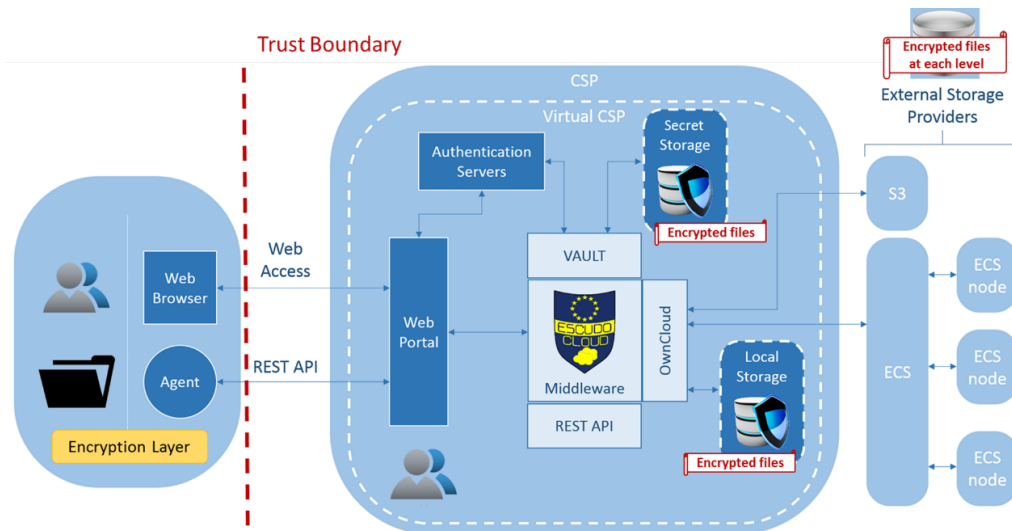 Trust Boundary
Encrypted files
at each level
External Storage
Providers
CSP
Virtual CSP
Authentication
Servers
Secret
Storage
Encrypted files
S3
Web
Access
Web
Browser
VAULT
Web
Portal
ESCUDO
CLOUD
Middleware
OwnCloud
REST API
Agent
Encryption Layer
REST API
Local
Storage
Encrypted files
ECS
ECS
node
ECS
node
ECS
node